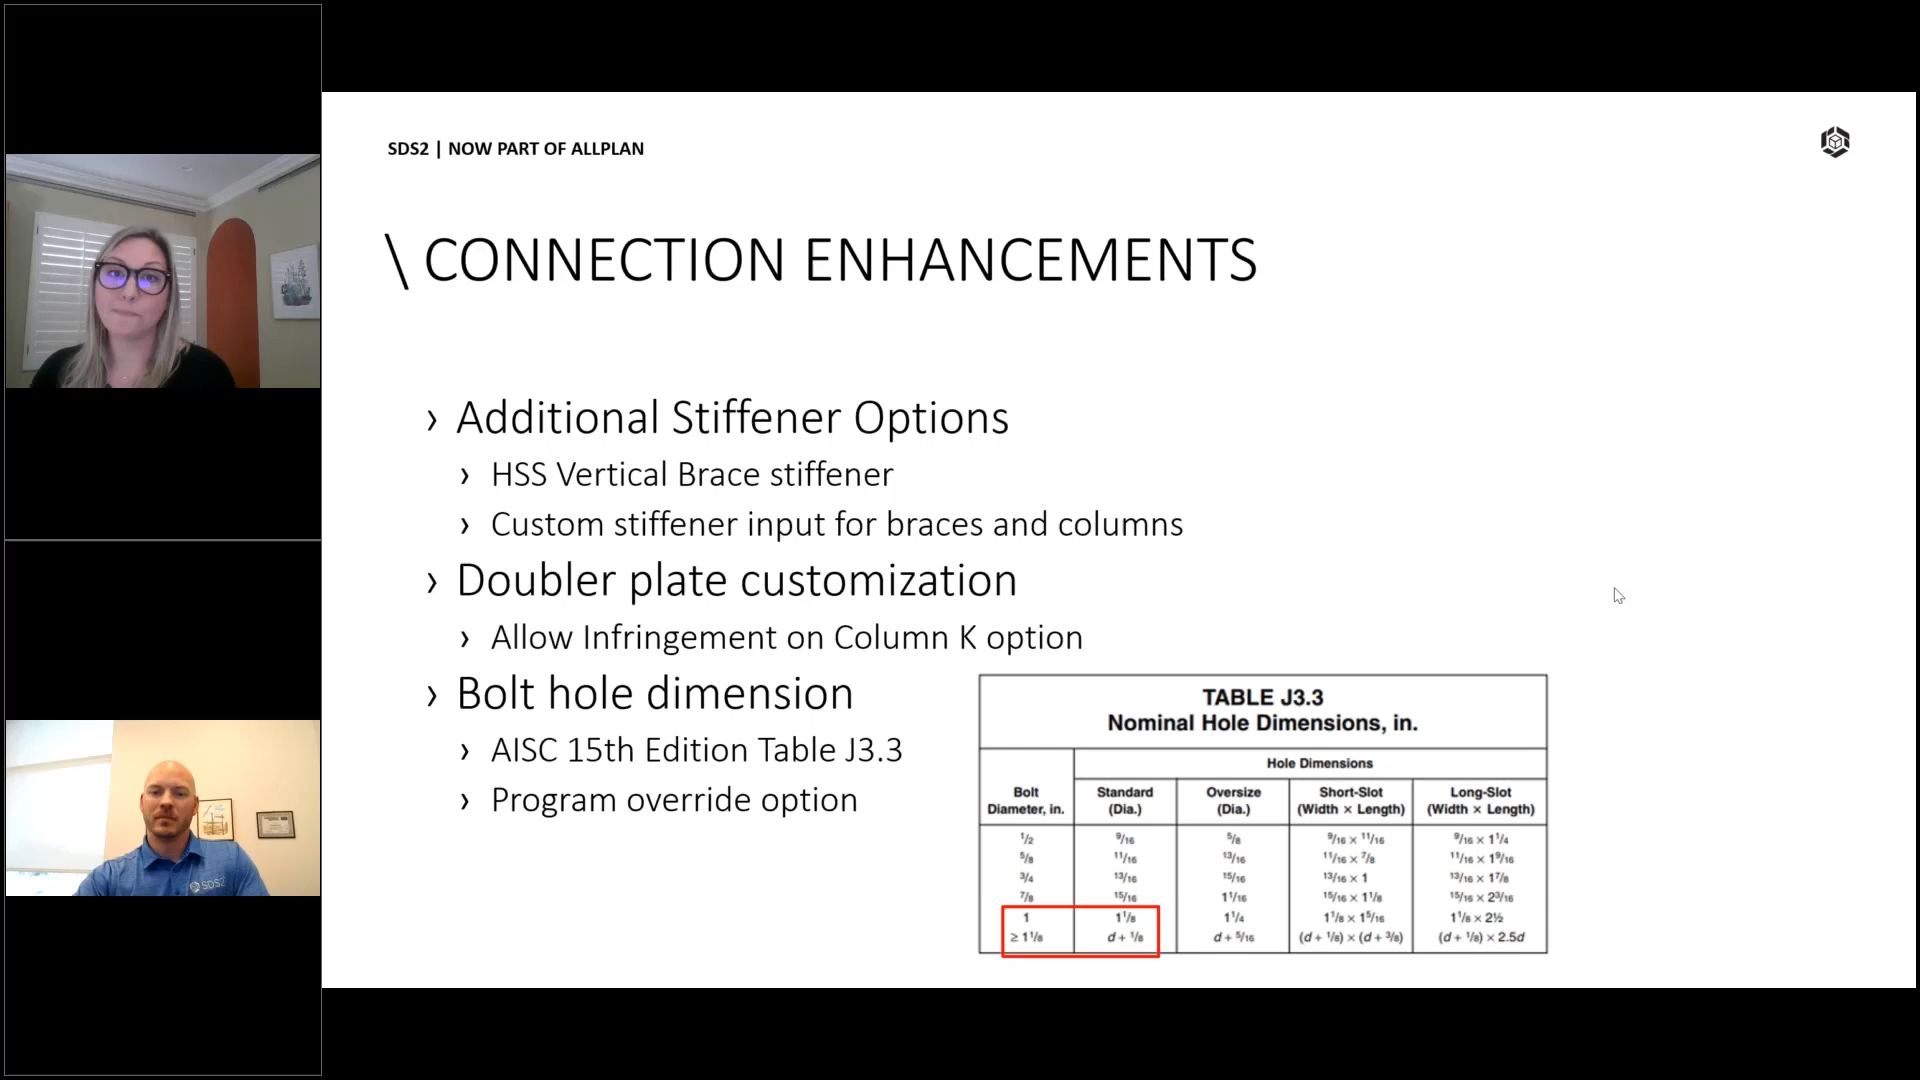 SDS2 | NOW PART OF ALLPLAN
\ CONNECTION ENHANCEMENTS
› Additional Stiffener Options
› HSS Vertical Brace stiffener
› Custom stiffener input for braces and columns
› Doubler plate customization
› Allow Infringement on Column K option
› Bolt hole dimension
› AISC 15th Edition Table J3.3
› Program override option
TABLE J3.3
Nominal Hole Dimensions, in.
Hole Dimensions
Bolt Diameter, in. Standard (Dia.) Oversize (Dia.) Short-Slot (Width × Length) Long-Slot (Width × Length)
1/2 9/16 5/8 9/16 × 11/16 9/16 × 1 1/4
5/8 11/16 13/16 11/16 × 7/8 11/16 × 1 9/16
3/4 13/16 15/16 13/16 × 1 13/16 × 1 7/8
7/8 15/16 1 1/16 15/16 × 1 1/8 15/16 × 2 3/16
1 1 1/8 1 1/4 1 1/8 × 1 5/16 1 1/8 × 2 1/2
≥ 1 1/8 d + 1/8 d + 5/16 (d + 1/8) × (d + 3/8) (d + 1/8) × 2.5d
SDS2